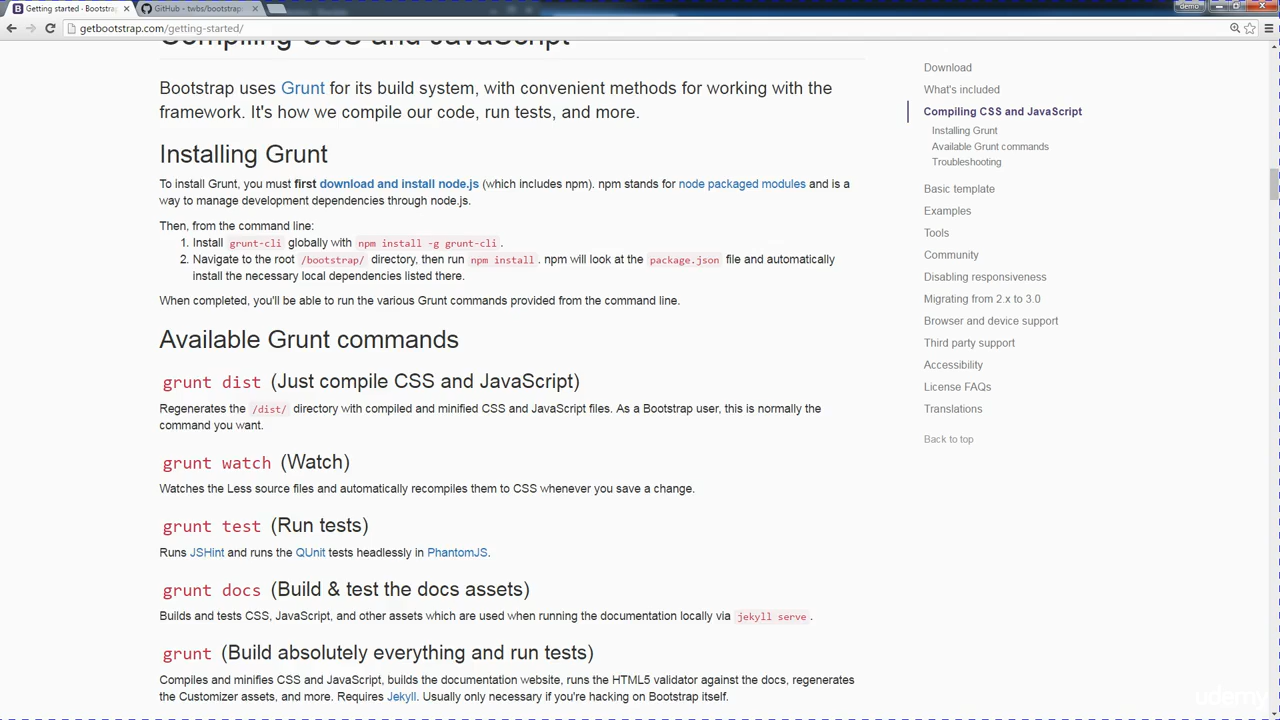 Getting started · Bootstrap
GitHub - twbs/bootstrap
demo
getbootstrap.com/getting-started/
Compiling CSS and JavaScript
Bootstrap uses Grunt for its build system, with convenient methods for working with the
framework. It's how we compile our code, run tests, and more.
Installing Grunt
To install Grunt, you must first download and install node.js (which includes npm). npm stands for node packaged modules and is a
way to manage development dependencies through node.js.
Then, from the command line:
1. Install grunt-cli globally with npm install -g grunt-cli.
2. Navigate to the root /bootstrap/ directory, then run npm install. npm will look at the package.json file and automatically
install the necessary local dependencies listed there.
When completed, you'll be able to run the various Grunt commands provided from the command line.
Available Grunt commands
grunt dist (Just compile CSS and JavaScript)
Regenerates the /dist/ directory with compiled and minified CSS and JavaScript files. As a Bootstrap user, this is normally the
command you want.
grunt watch (Watch)
Watches the Less source files and automatically recompiles them to CSS whenever you save a change.
grunt test (Run tests)
Runs JSHint and runs the QUnit tests headlessly in PhantomJS.
grunt docs (Build & test the docs assets)
Builds and tests CSS, JavaScript, and other assets which are used when running the documentation locally via jekyll serve.
grunt (Build absolutely everything and run tests)
Compiles and minifies CSS and JavaScript, builds the documentation website, runs the HTML5 validator against the docs, regenerates
the Customizer assets, and more. Requires Jekyll. Usually only necessary if you're hacking on Bootstrap itself.
Download
What's included
Compiling CSS and JavaScript
Installing Grunt
Available Grunt commands
Troubleshooting
Basic template
Examples
Tools
Community
Disabling responsiveness
Migrating from 2.x to 3.0
Browser and device support
Third party support
Accessibility
License FAQs
Translations
Back to top
udemy